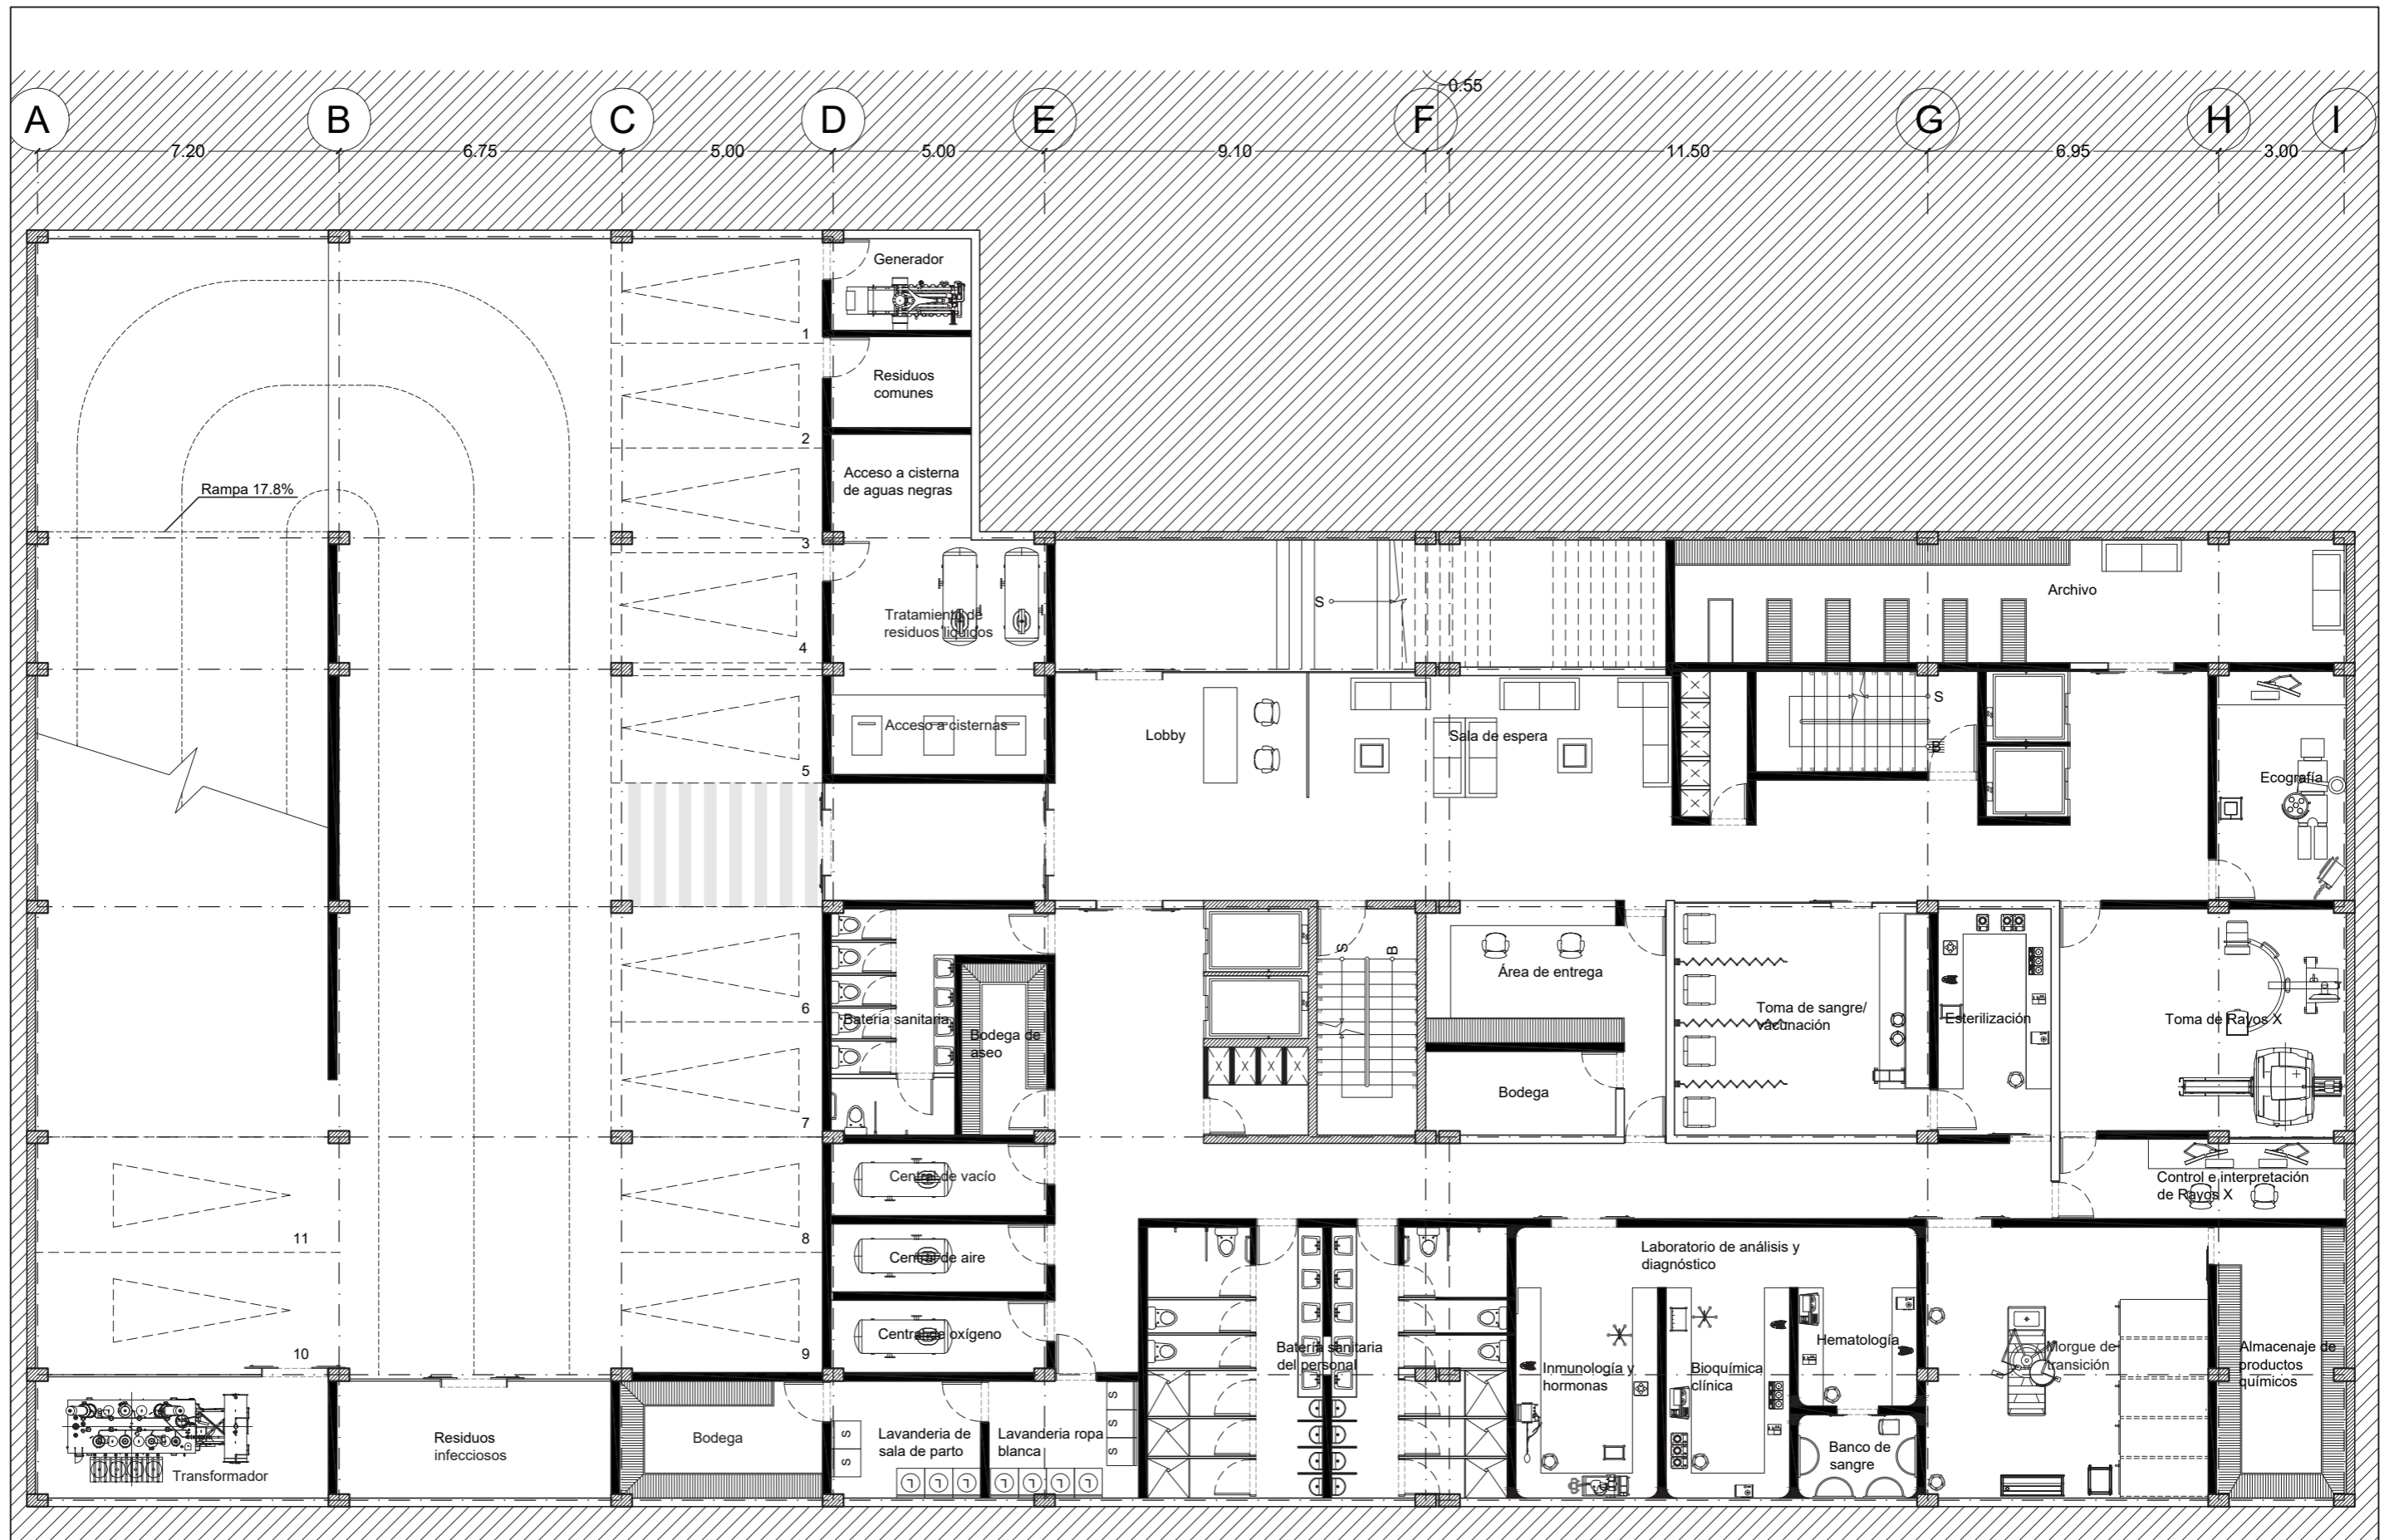 0.55
A B C D E F G H I
7.20 6.75 5.00 5.00 9.10 11.50 6.95 3.00
Generador
1
Residuos
comunes
2
Acceso a cisterna
de aguas negras
Rampa 17.8%
3
Archivo
S
Tratamiento de
residuos liquidos
4
S
Acceso a cisternas
Lobby
Sala de espera
B
5
Ecografía
S
B
Área de entrega
6
Batería sanitaria
Bodega de
aseo
Toma de sangre/
vacunación
Esterilización
Toma de Rayos X
Bodega
7
Central de vacío
Control e interpretación
de Rayos X
11
8
Central de aire
Laboratorio de análisis y
diagnóstico
Central de oxígeno
10
9
Batería sanitaria
del personal
Inmunología y
hormonas
Bioquímica
clínica
Hematología
Morgue de
transición
Almacenaje de
productos
químicos
S
S
S
S
S
Transformador
Residuos
infecciosos
Bodega
Lavanderia de
sala de parto
Lavanderia ropa
blanca
Banco de
sangre
L L L L L L L